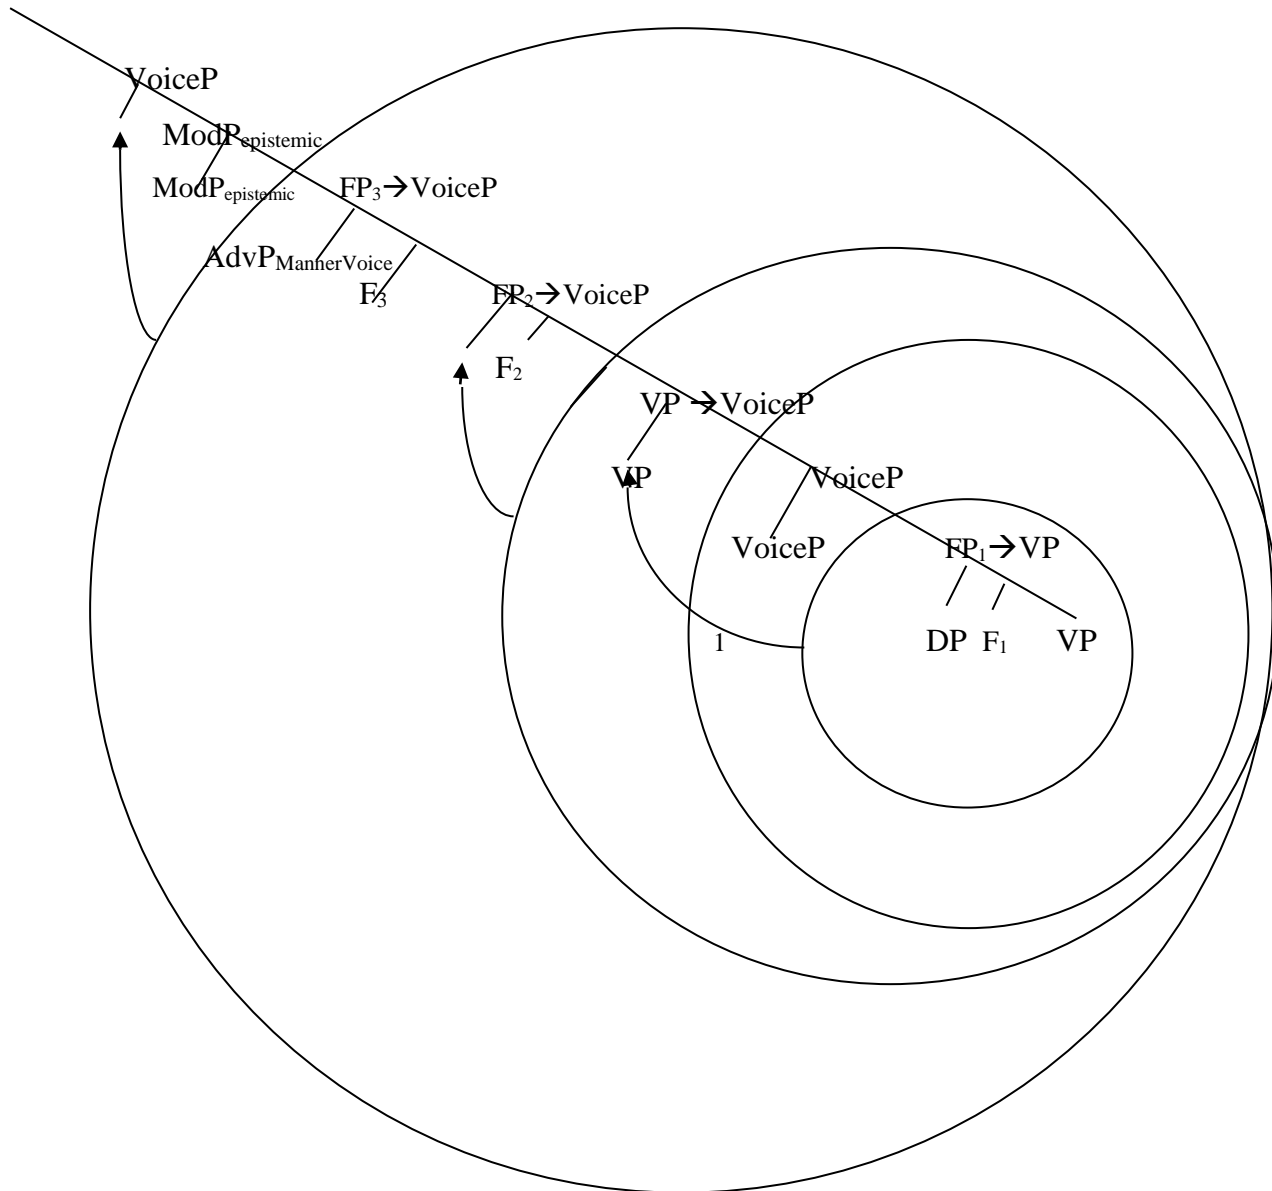 VoiceP
ModPepistemic
ModPepistemic FP3→VoiceP
AdvPMannerVoice
F3 FP2→VoiceP
F2
VP →VoiceP
VP VoiceP
VoiceP FP1→VP
1 DP F1 VP